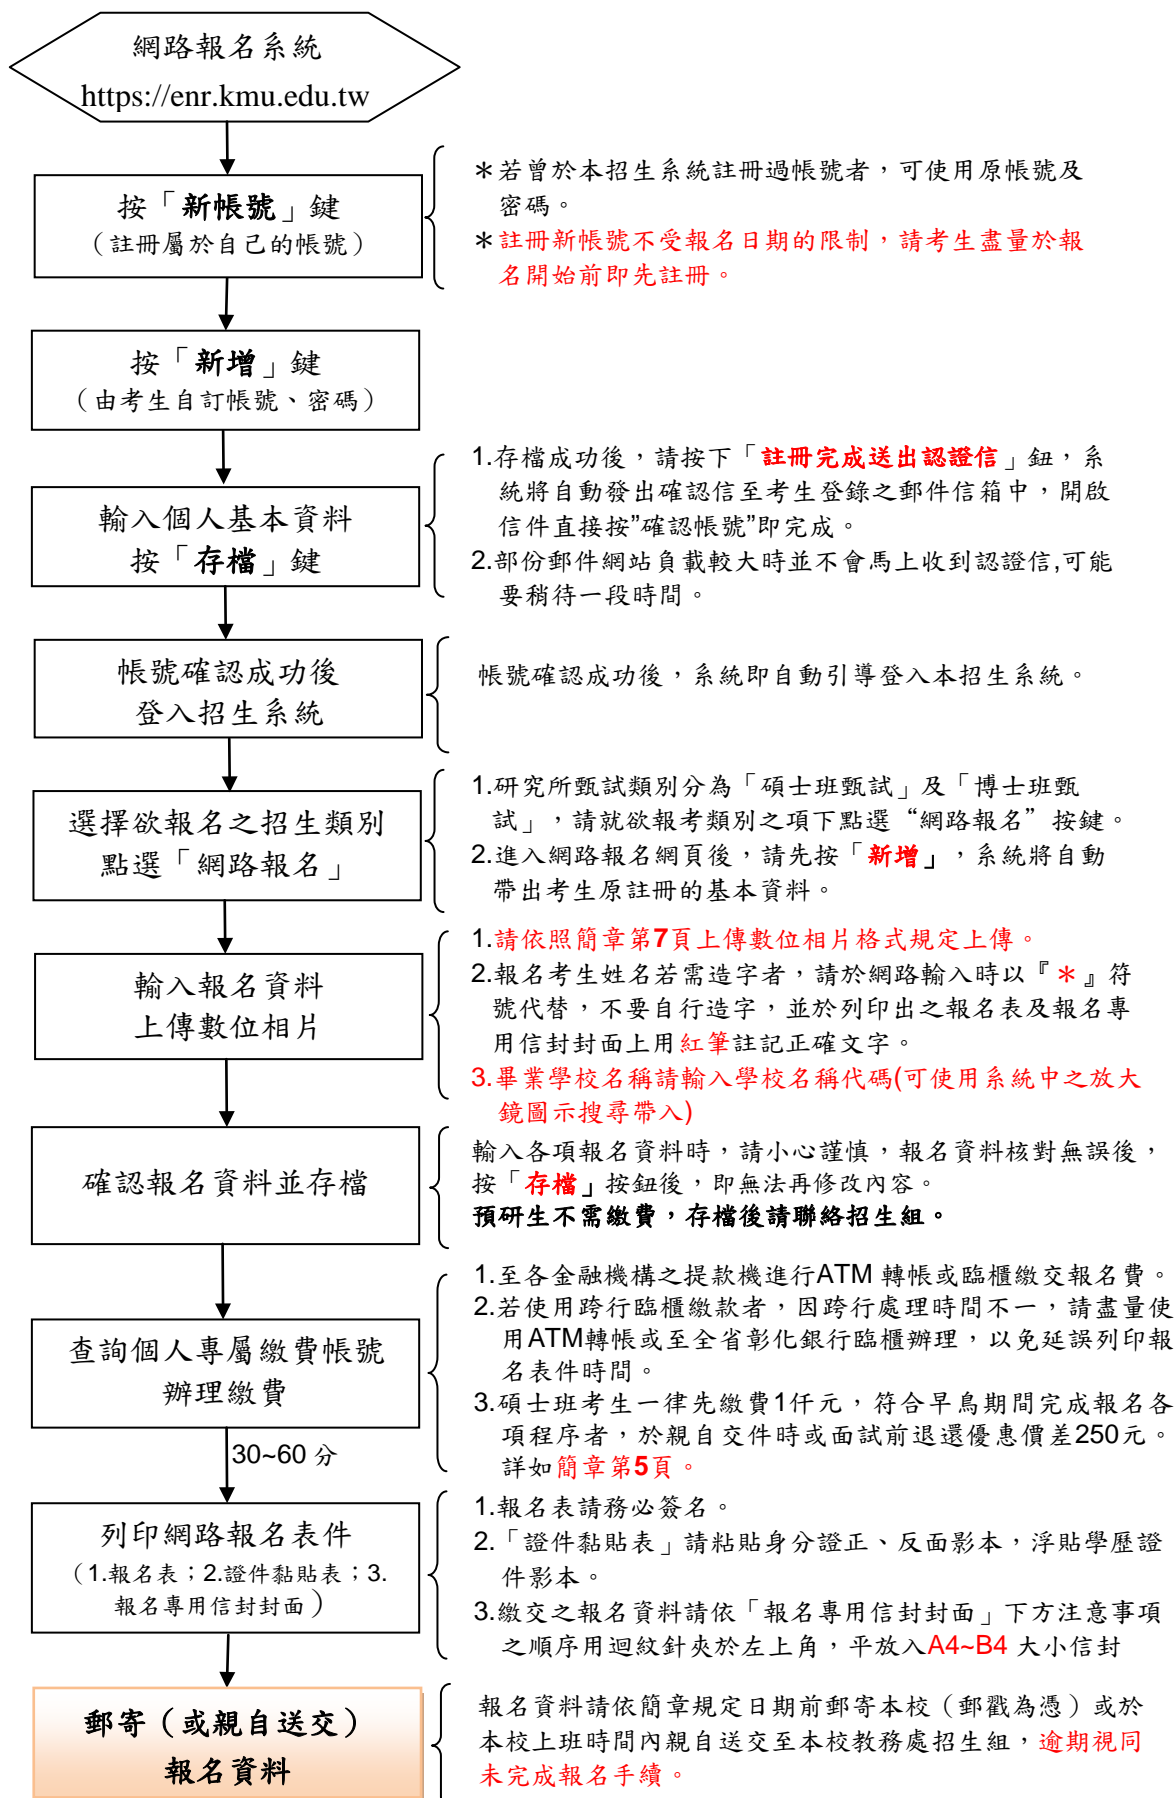 網路報名系統
https://enr.kmu.edu.tw
按「新帳號」鍵
（註冊屬於自己的帳號）
＊若曾於本招生系統註冊過帳號者，可使用原帳號及
密碼。
＊註冊新帳號不受報名日期的限制，請考生盡量於報
名開始前即先註冊。
按「新增」鍵
（由考生自訂帳號、密碼）
輸入個人基本資料
按「存檔」鍵
1.存檔成功後，請按下「註冊完成送出認證信」鈕，系
統將自動發出確認信至考生登錄之郵件信箱中，開啟
信件直接按”確認帳號”即完成。
2.部份郵件網站負載較大時並不會馬上收到認證信,可能
要稍待一段時間。
帳號確認成功後
登入招生系統
帳號確認成功後，系統即自動引導登入本招生系統。
選擇欲報名之招生類別
點選「網路報名」
1.研究所甄試類別分為「碩士班甄試」及「博士班甄
試」，請就欲報考類別之項下點選“網路報名”按鍵。
2.進入網路報名網頁後，請先按「新增」，系統將自動
帶出考生原註冊的基本資料。
輸入報名資料
上傳數位相片
1.請依照簡章第7頁上傳數位相片格式規定上傳。
2.報名考生姓名若需造字者，請於網路輸入時以『＊』符
號代替，不要自行造字，並於列印出之報名表及報名專
用信封封面上用紅筆註記正確文字。
3.畢業學校名稱請輸入學校名稱代碼(可使用系統中之放大
鏡圖示搜尋帶入)
確認報名資料並存檔
輸入各項報名資料時，請小心謹慎，報名資料核對無誤後，
按「存檔」按鈕後，即無法再修改內容。
預研生不需繳費，存檔後請聯絡招生組。
查詢個人專屬繳費帳號
辦理繳費
1.至各金融機構之提款機進行ATM 轉帳或臨櫃繳交報名費。
2.若使用跨行臨櫃繳款者，因跨行處理時間不一，請盡量使
用ATM轉帳或至全省彰化銀行臨櫃辦理，以免延誤列印報
名表件時間。
3.碩士班考生一律先繳費1仟元，符合早鳥期間完成報名各
項程序者，於親自交件時或面試前退還優惠價差250元。
詳如簡章第5頁。
30~60 分
列印網路報名表件
（1.報名表；2.證件黏貼表；3.
報名專用信封封面）
1.報名表請務必簽名。
2.「證件黏貼表」請粘貼身分證正、反面影本，浮貼學歷證
件影本。
3.繳交之報名資料請依「報名專用信封封面」下方注意事項
之順序用迴紋針夾於左上角，平放入A4~B4 大小信封
郵寄（或親自送交）
報名資料
報名資料請依簡章規定日期前郵寄本校（郵戳為憑）或於
本校上班時間內親自送交至本校教務處招生組，逾期視同
未完成報名手續。